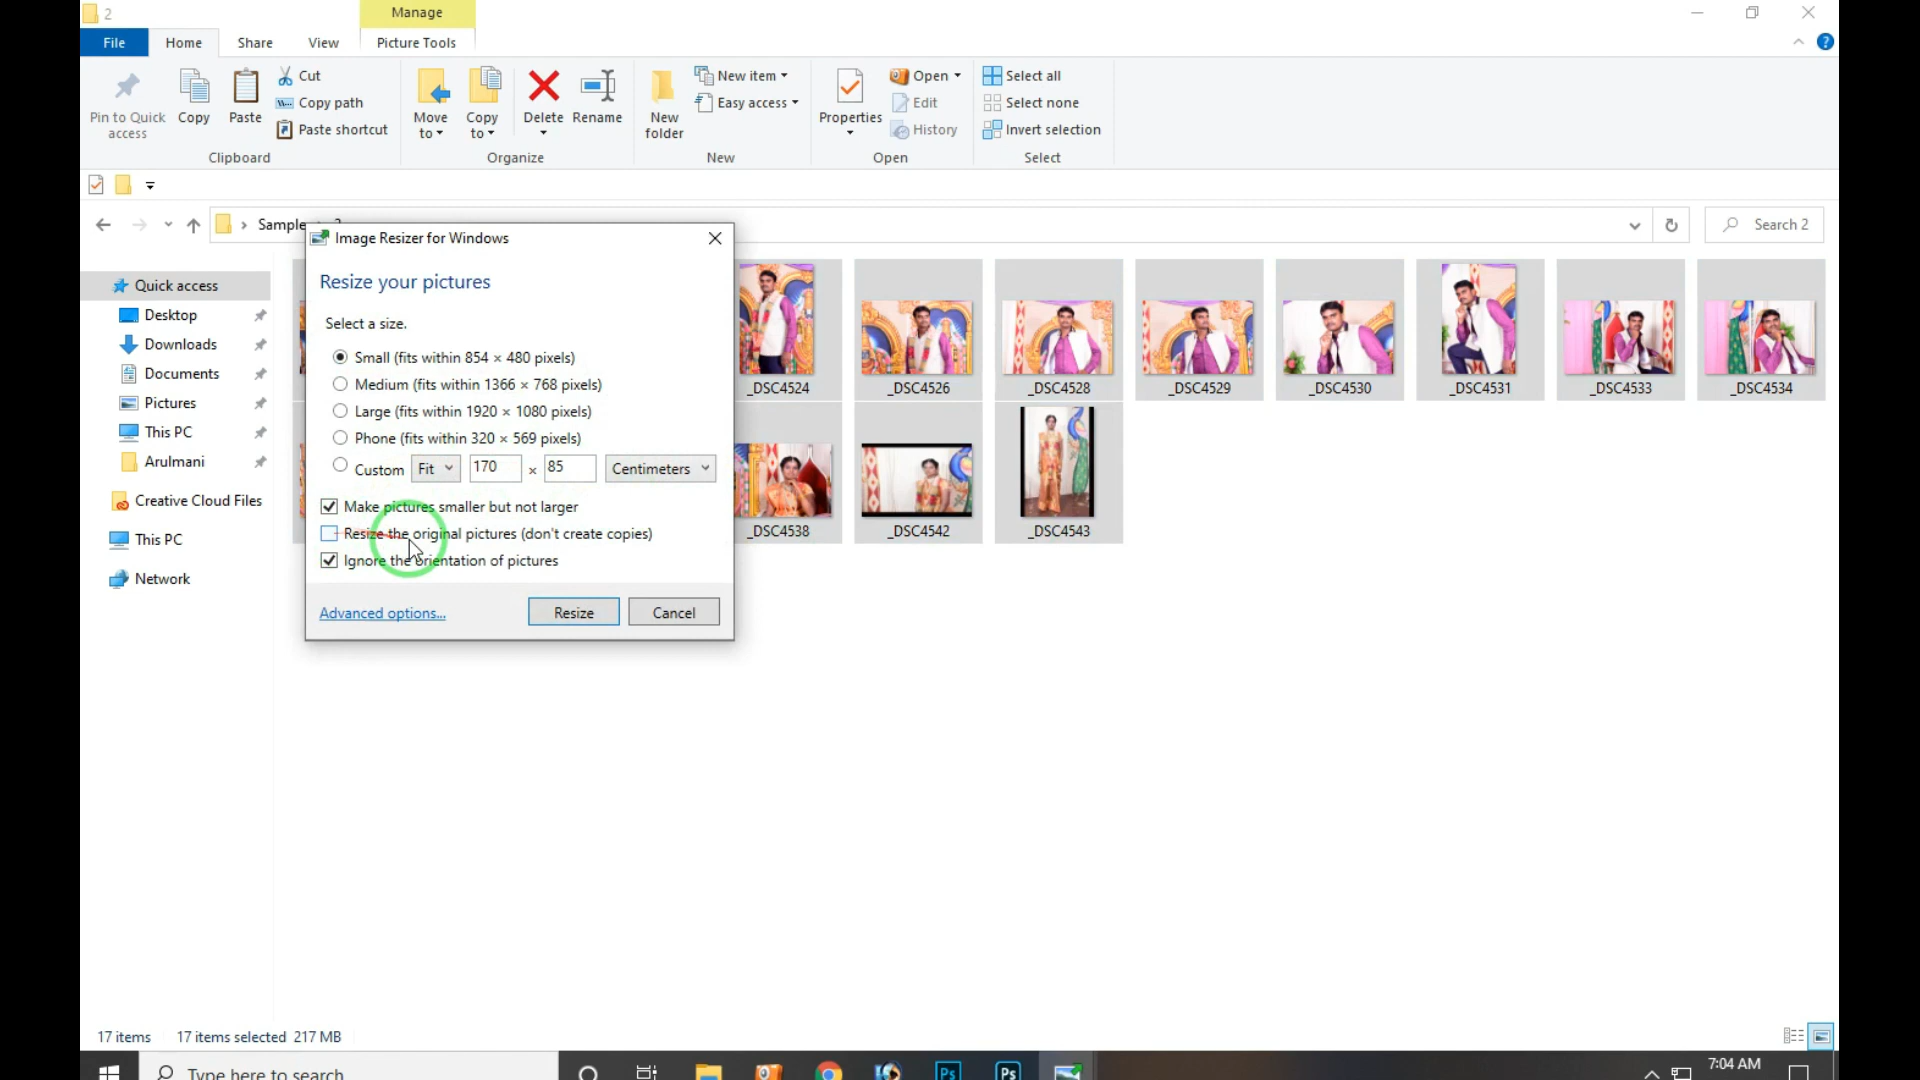 2
Manage
File
Home
Share
View
Picture Tools
Pin to Quick access
Copy
Paste
Cut
Copy path
Paste shortcut
Clipboard
Move to
Copy to
Delete
Rename
Organize
New folder
New item
Easy access
New
Properties
Open
Edit
History
Open
Select all
Select none
Invert selection
Select
Sample
Search 2
Quick access
Desktop
Downloads
Documents
Pictures
This PC
Arulmani
Creative Cloud Files
This PC
Network
Image Resizer for Windows
Resize your pictures
Select a size.
Small (fits within 854 × 480 pixels)
Medium (fits within 1366 × 768 pixels)
Large (fits within 1920 × 1080 pixels)
Phone (fits within 320 × 569 pixels)
Custom Fit 170 × 85 Centimeters
Make pictures smaller but not larger
Resize the original pictures (don't create copies)
Ignore the orientation of pictures
Advanced options...
Resize
Cancel
_DSC4524
_DSC4526
_DSC4528
_DSC4529
_DSC4530
_DSC4531
_DSC4533
_DSC4534
_DSC4538
_DSC4542
_DSC4543
17 items
17 items selected 217 MB
Type here to search
Ps
Ps
7:04 AM